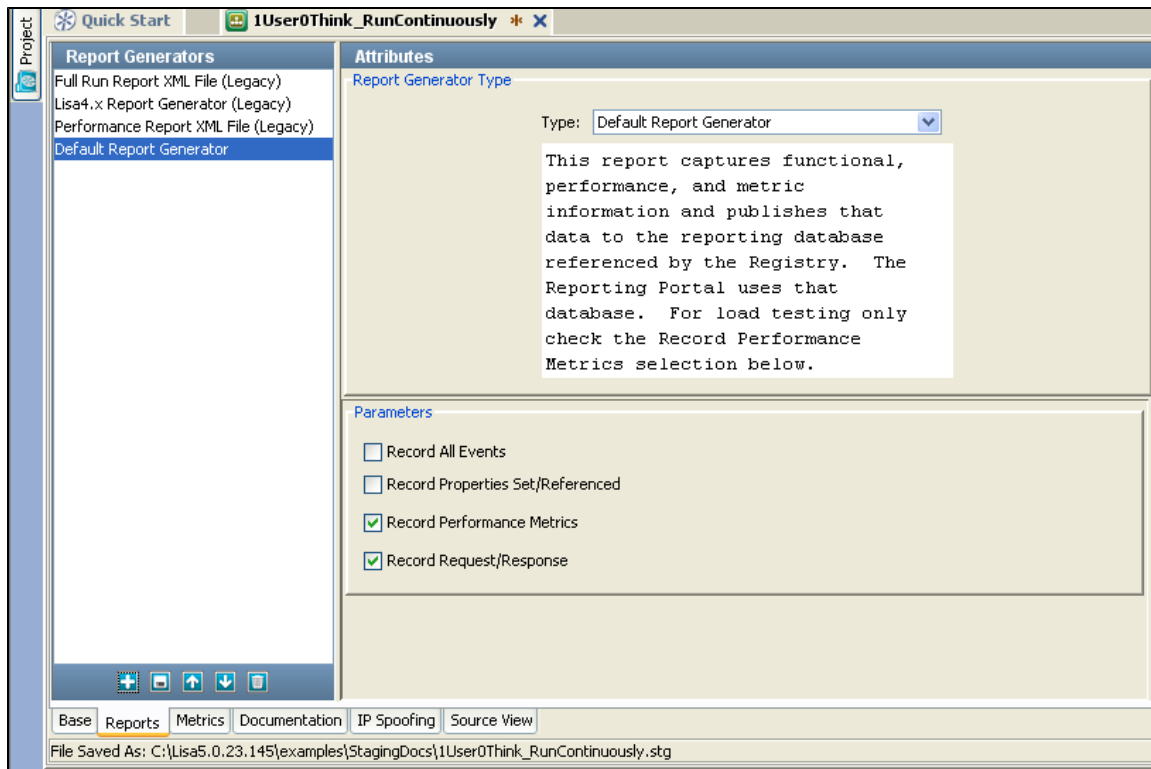 Project
Quick Start
1User0Think_RunContinuously
Report Generators
Full Run Report XML File (Legacy)
Lisa4.x Report Generator (Legacy)
Performance Report XML File (Legacy)
Default Report Generator
Attributes
Report Generator Type
Type: Default Report Generator
This report captures functional,
performance, and metric
information and publishes that
data to the reporting database
referenced by the Registry.  The
Reporting Portal uses that
database.  For load testing only
check the Record Performance
Metrics selection below.
Parameters
Record All Events
Record Properties Set/Referenced
Record Performance Metrics
Record Request/Response
Base Reports Metrics Documentation IP Spoofing Source View
File Saved As: C:\Lisa5.0.23.145\examples\StagingDocs\1User0Think_RunContinuously.stg